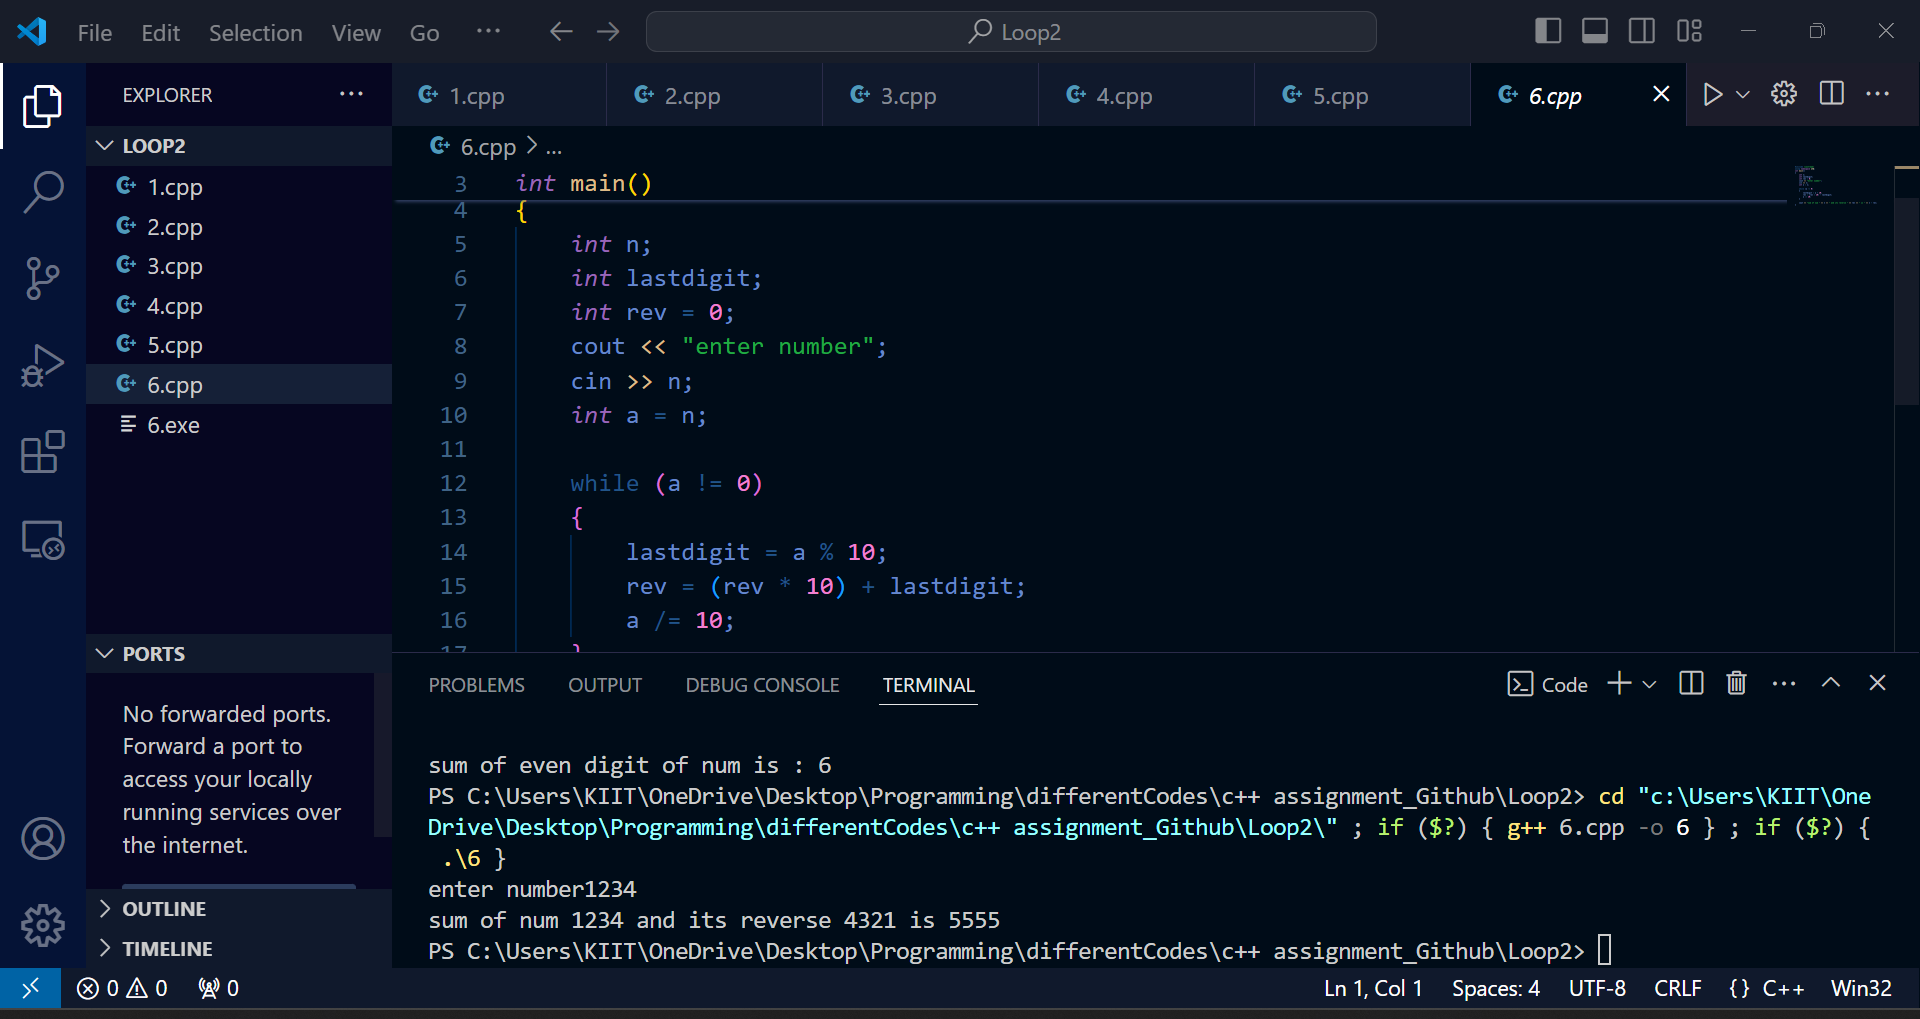 File Edit Selection View Go ··· Loop2
EXPLORER ···
1.cpp 2.cpp 3.cpp 4.cpp 5.cpp 6.cpp
LOOP2
1.cpp
2.cpp
3.cpp
4.cpp
5.cpp
6.cpp
6.exe
PORTS
No forwarded ports.
Forward a port to
access your locally
running services over
the internet.
OUTLINE
TIMELINE
6.cpp > ...
3 int main()
4 {
5 int n;
6 int lastdigit;
7 int rev = 0;
8 cout << "enter number";
9 cin >> n;
10 int a = n;
11
12 while (a != 0)
13 {
14 lastdigit = a % 10;
15 rev = (rev * 10) + lastdigit;
16 a /= 10;
17 }
PROBLEMS OUTPUT DEBUG CONSOLE TERMINAL Code
sum of even digit of num is : 6
PS C:\Users\KIIT\OneDrive\Desktop\Programming\differentCodes\c++ assignment_Github\Loop2> cd "c:\Users\KIIT\One
Drive\Desktop\Programming\differentCodes\c++ assignment_Github\Loop2\" ; if ($?) { g++ 6.cpp -o 6 } ; if ($?) {
.\6 }
enter number1234
sum of num 1234 and its reverse 4321 is 5555
PS C:\Users\KIIT\OneDrive\Desktop\Programming\differentCodes\c++ assignment_Github\Loop2>
0 0 0 Ln 1, Col 1 Spaces: 4 UTF-8 CRLF {} C++ Win32